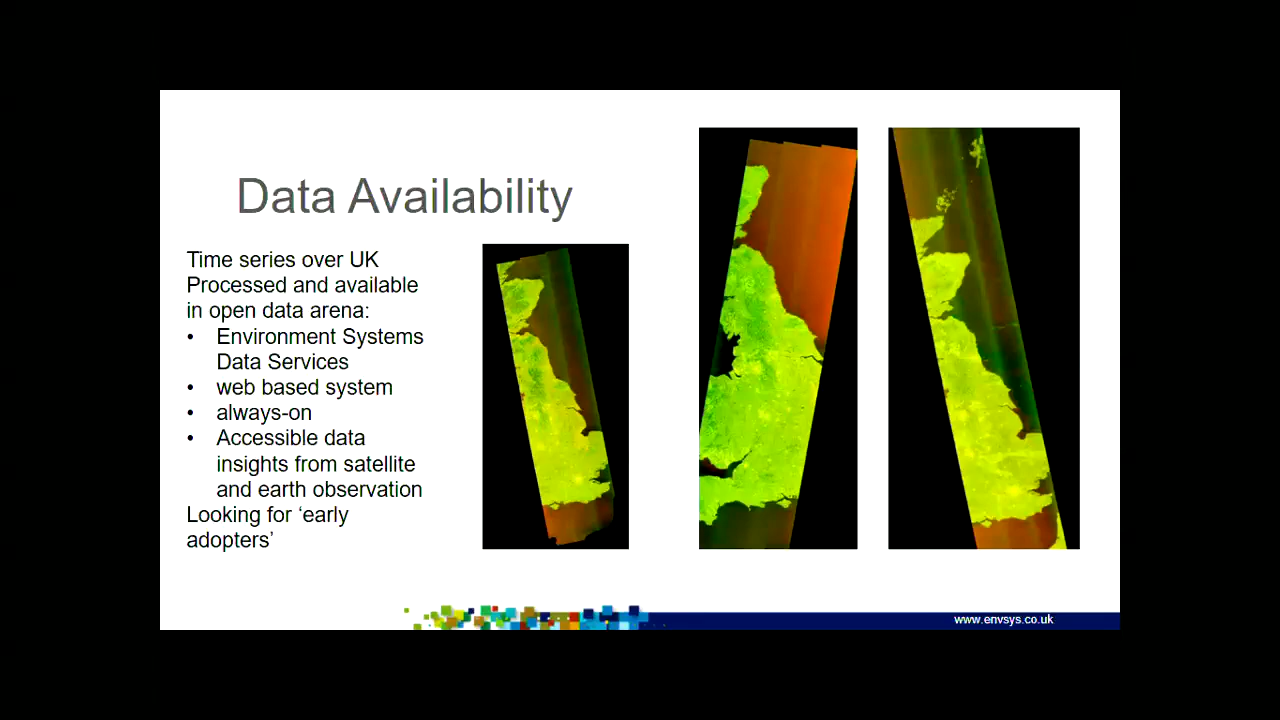 Data Availability
Time series over UK
Processed and available
in open data arena:
• Environment Systems
Data Services
• web based system
• always-on
• Accessible data
insights from satellite
and earth observation
Looking for ‘early
adopters’
www.envsys.co.uk